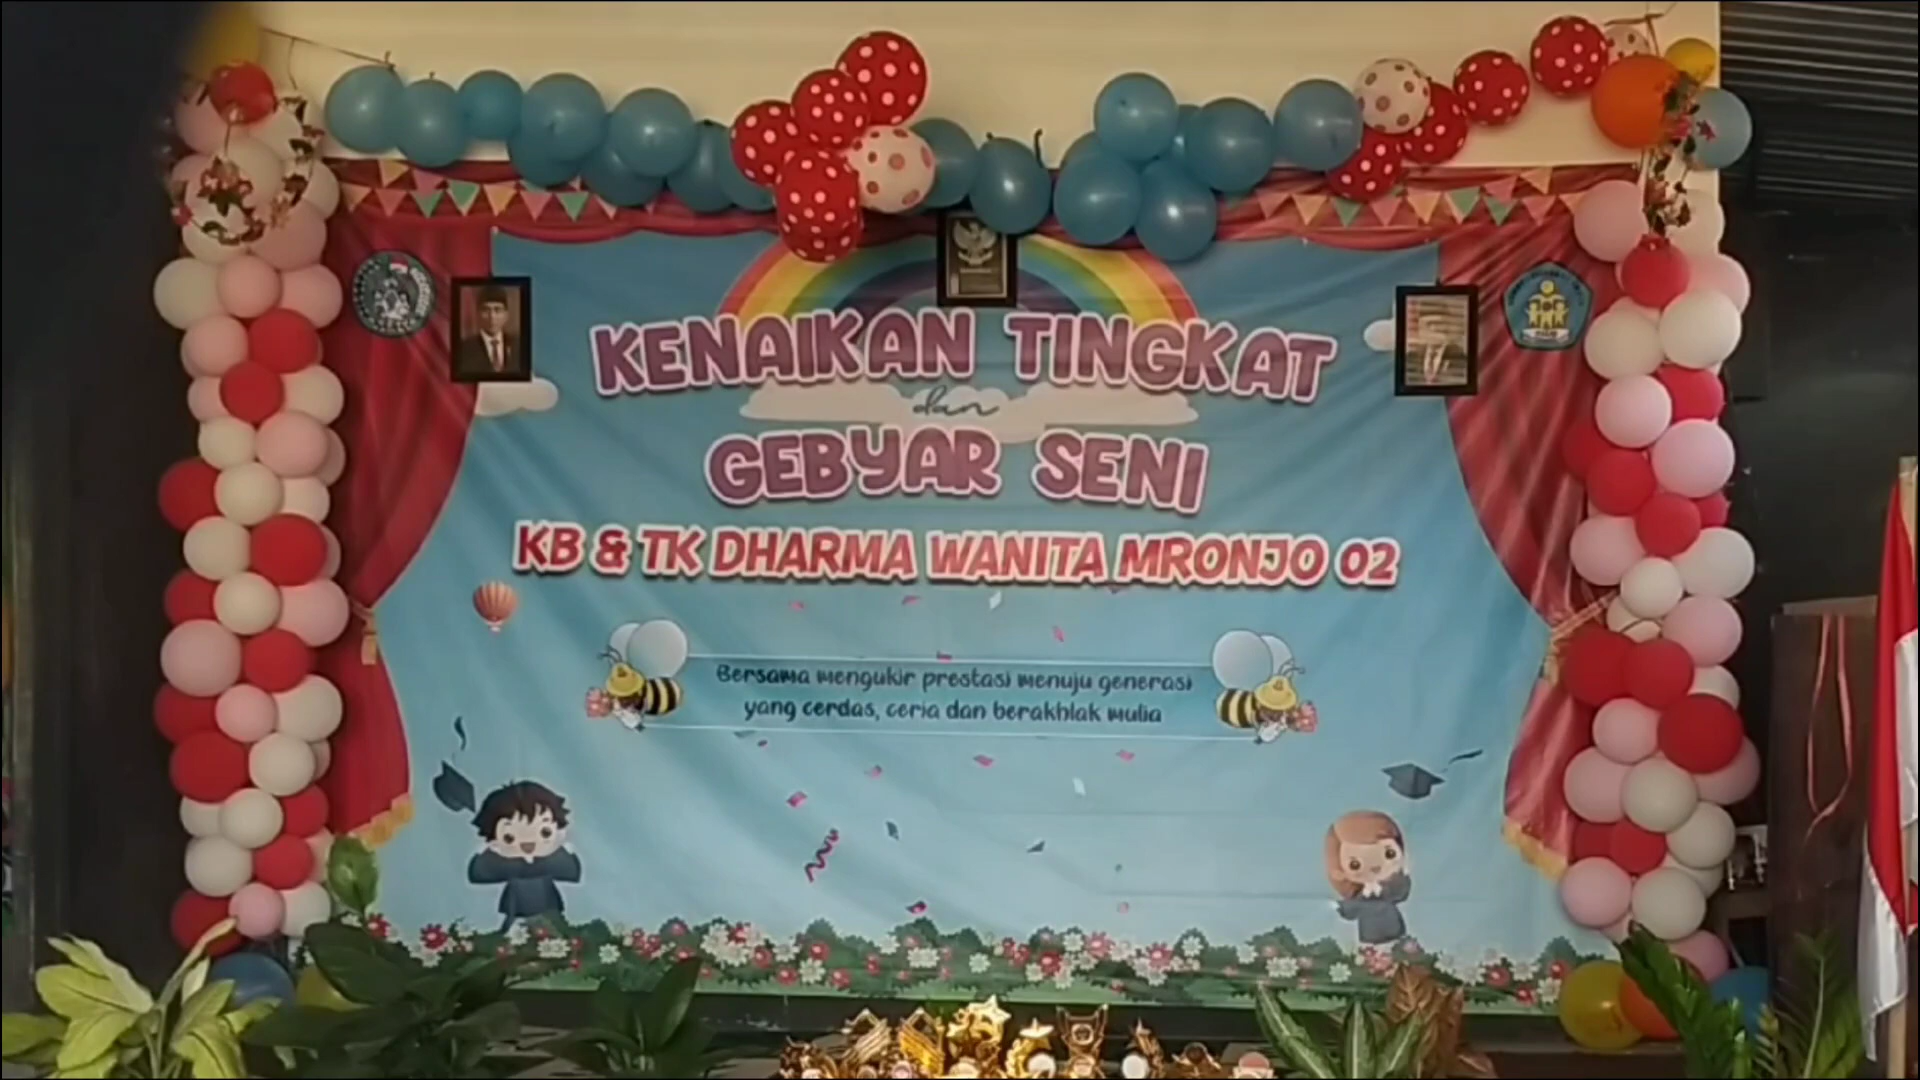 KENAIKAN TINGKAT
dan
GEBYAR SENI
KB & TK DHARMA WANITA MRONJO 02
Bersama mengukir prestasi menuju generasi
yang cerdas, ceria dan berakhlak mulia